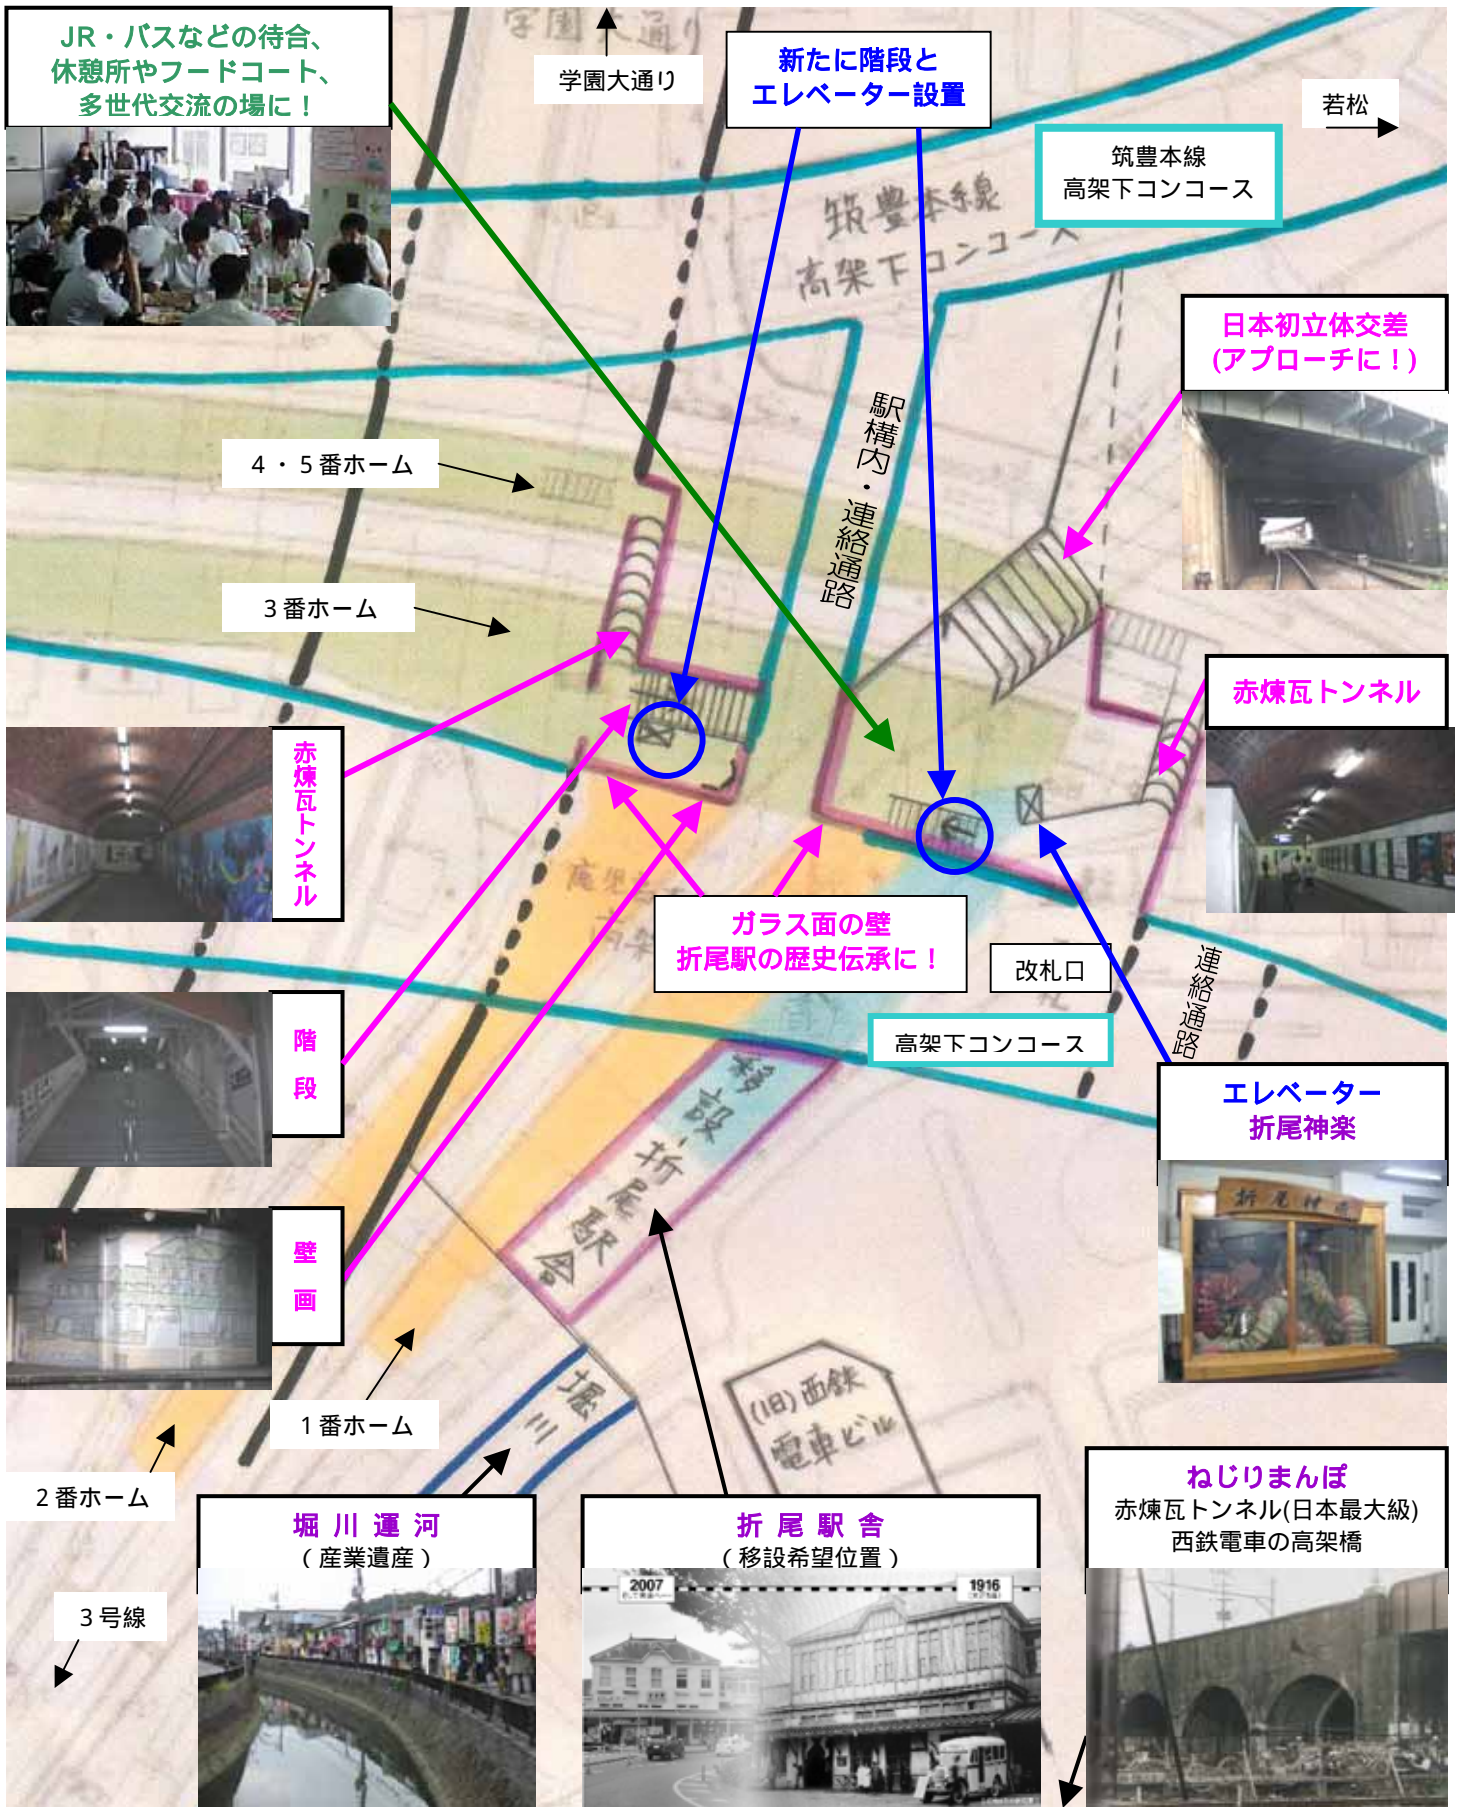 JR・バスなどの待合、
休憩所やフードコート、
多世代交流の場に！
学園大通り
学園大通り
新たに階段と
エレベーター設置
若松
筑豊本線
高架下コンコース
筑豊本線
高架下コンコース
日本初立体交差
(アプローチに！)
駅構内・連絡通路
４・５番ホーム
３番ホーム
赤煉瓦トンネル
赤煉瓦トンネル
ガラス面の壁
折尾駅の歴史伝承に！
改札口
連絡通路
高架下コンコース
階段
エレベーター
折尾神楽
移設-折尾駅舎
壁画
１番ホーム
堀川
(旧)西鉄
電車ビル
２番ホーム
堀川運河
（産業遺産）
折尾駅舎
（移設希望位置）
2007
1916
ねじりまんぽ
赤煉瓦トンネル(日本最大級)
西鉄電車の高架橋
３号線